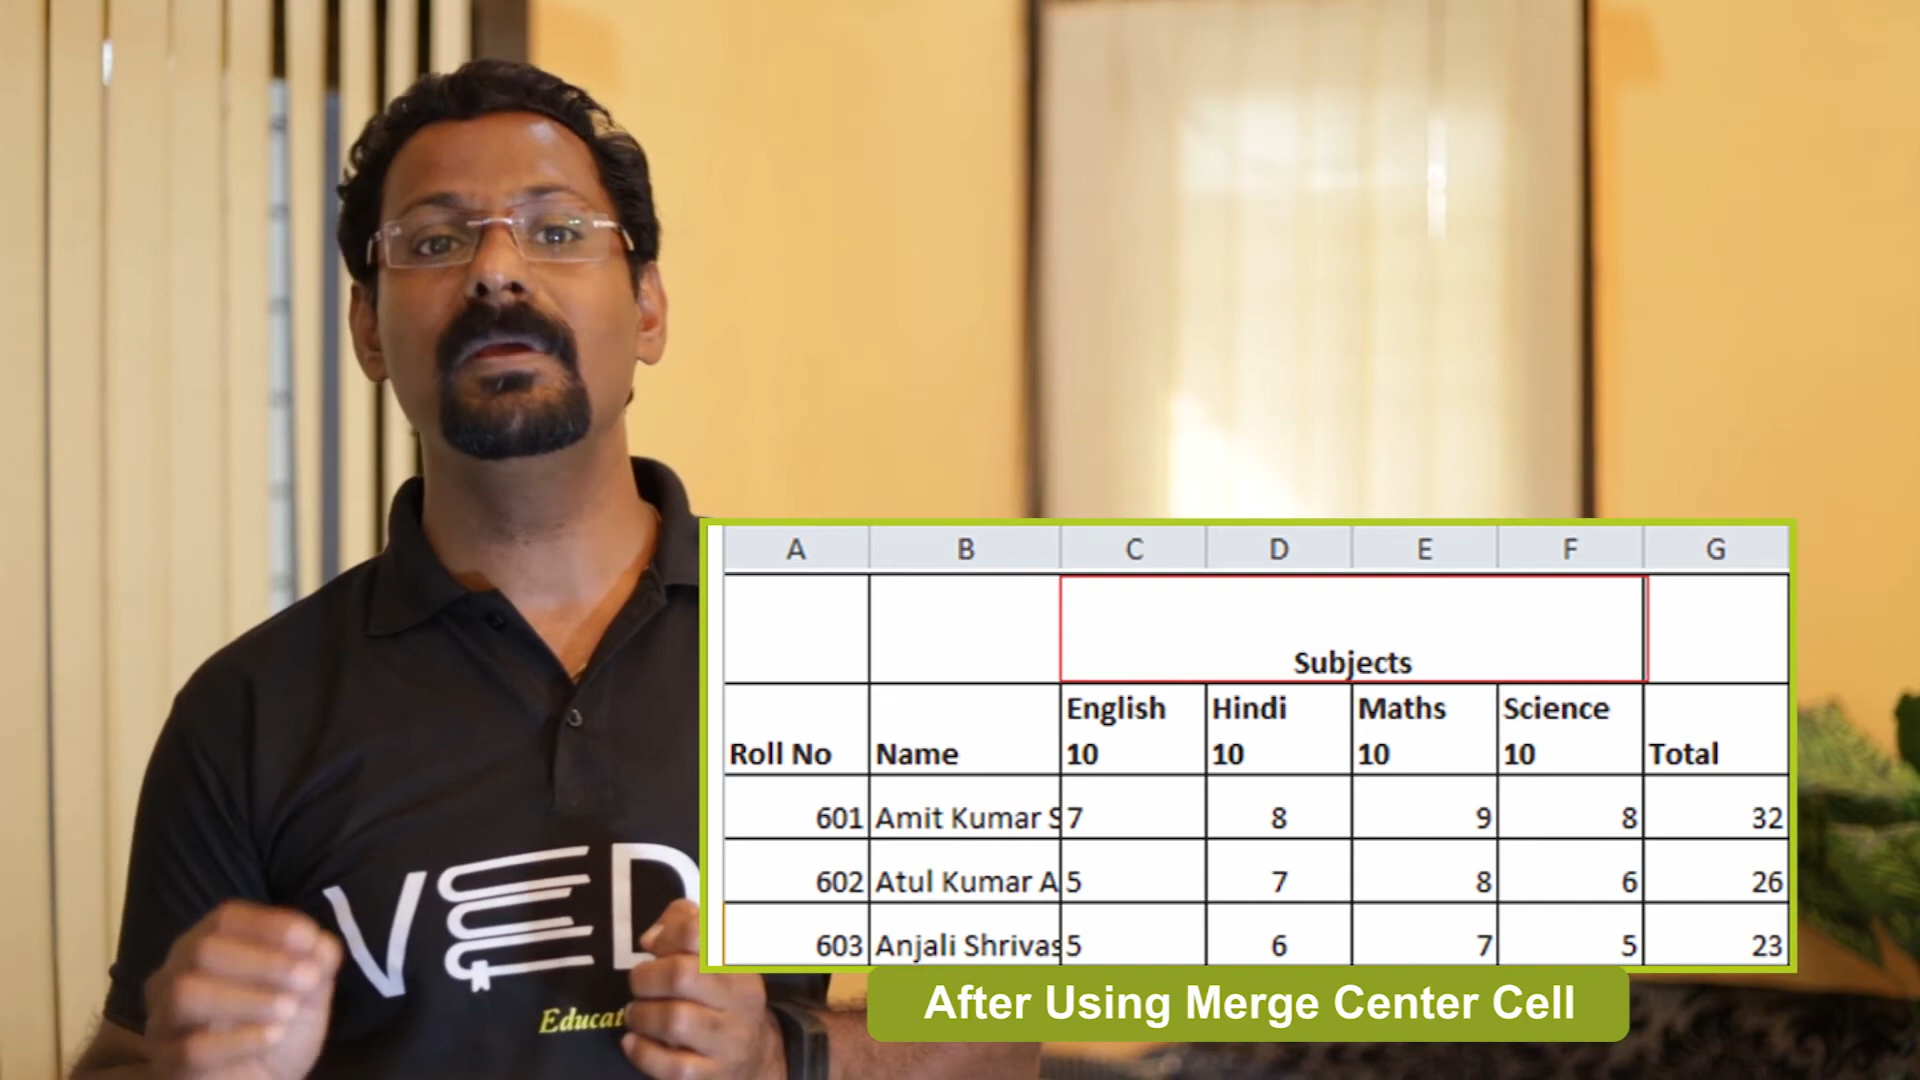 VED
Educat
A B C D E F G
Subjects
English Hindi Maths Science
Roll No Name 10 10 10 10 Total
601 Amit Kumar S 7 8 9 8 32
602 Atul Kumar A 5 7 8 6 26
603 Anjali Shrivas 5 6 7 5 23
After Using Merge Center Cell